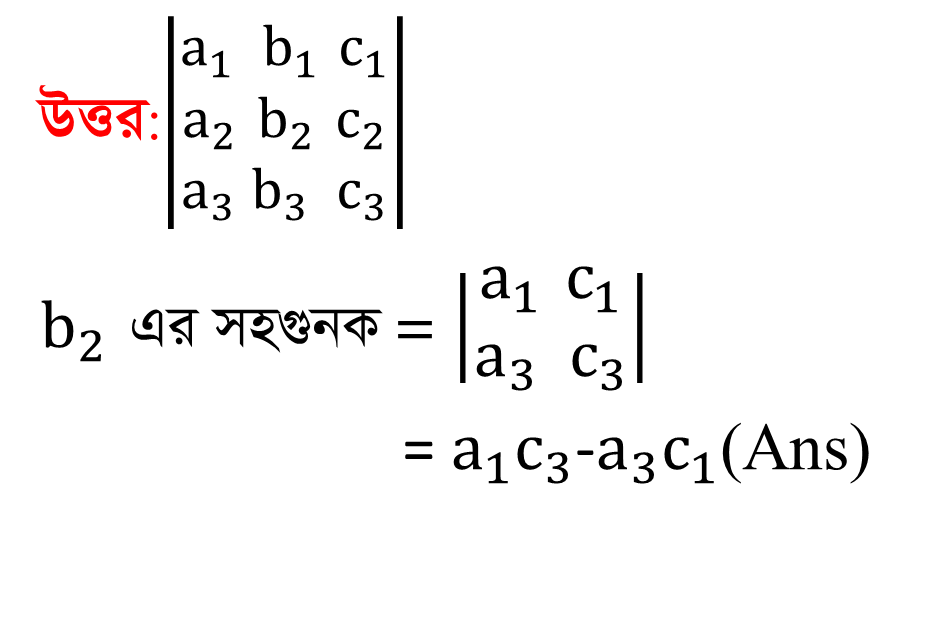 a₁ b₁ c₁
উত্তর: a₂ b₂ c₂
a₃ b₃ c₃
a₁ c₁
b₂ এর সহগুনক =
a₃ c₃
= a₁c₃-a₃c₁(Ans)